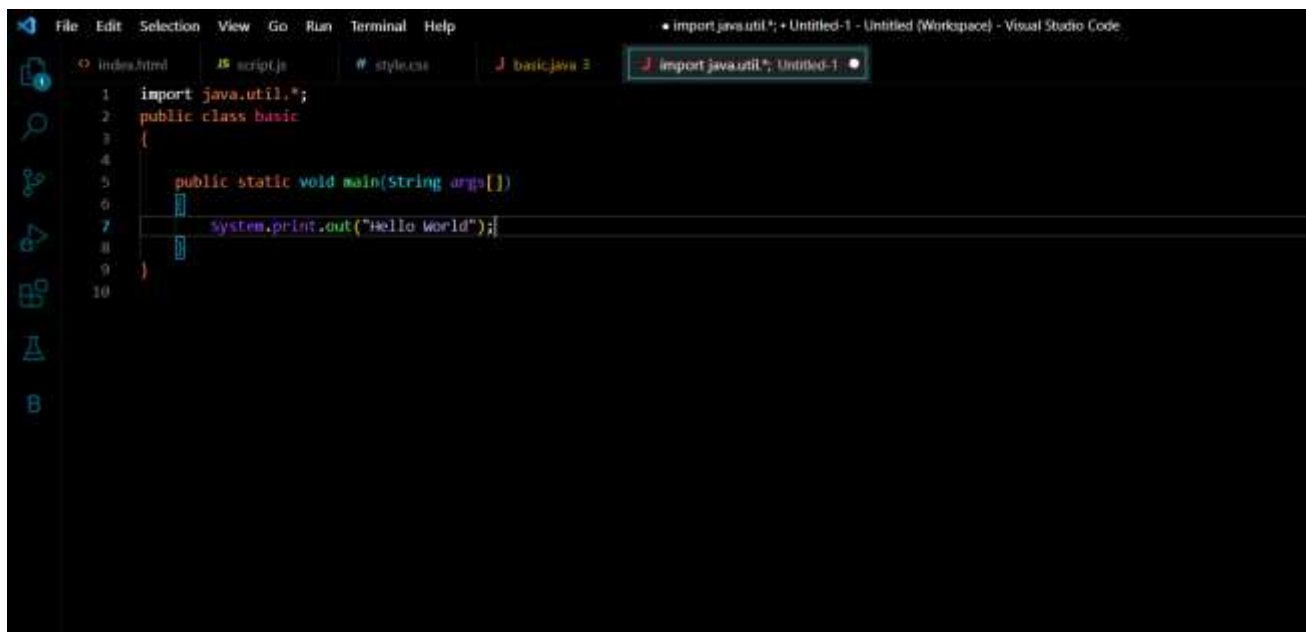 File Edit Selection View Go Run Terminal Help ● import java.util.*; • Untitled-1 - Untitled (Workspace) - Visual Studio Code
<> index.html JS script.js # style.css J basic.java 3 J import java.util.*; Untitled-1 ●
1 import java.util.*;
2 public class basic
3 {
4
5 public static void main(String args[])
6 {
7 System.print.out("Hello World");
8 }
9 }
10
1
B